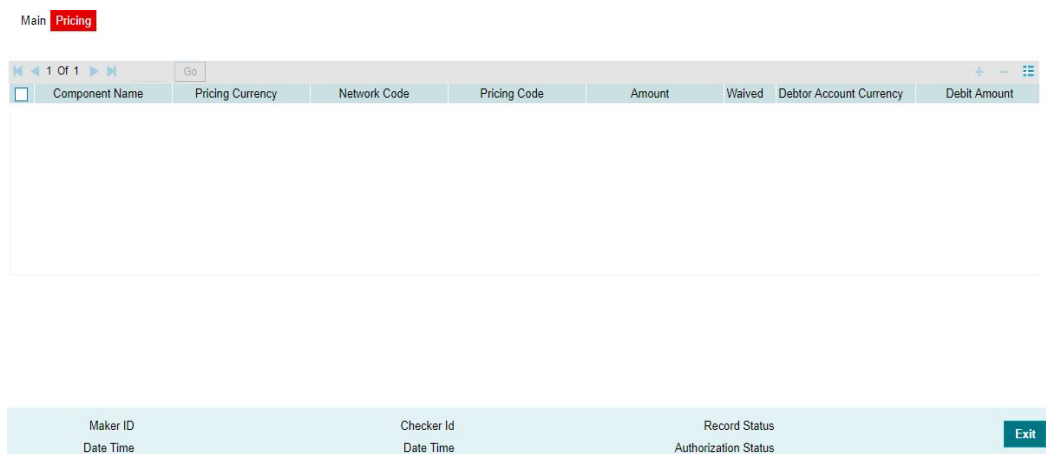 Main Pricing
1 Of 1 Go
Component Name Pricing Currency Network Code Pricing Code Amount Waived Debtor Account Currency Debit Amount
Maker ID Checker Id Record Status Exit
Date Time Date Time Authorization Status